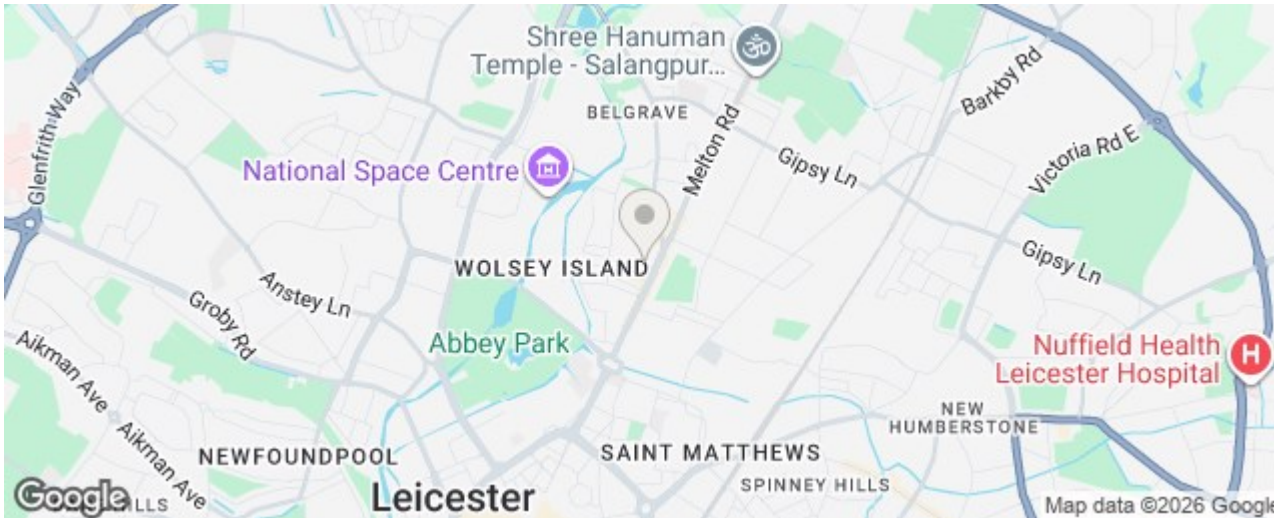 Shree Hanuman
Temple - Salangpur...
BELGRAVE
Barkby Rd
Glenfrith Way
Melton Rd
National Space Centre
Gipsy Ln
Victoria Rd E
WOLSEY ISLAND
Gipsy Ln
Anstey Ln
Groby Rd
Abbey Park
Aikman Ave
Nuffield Health
Leicester Hospital
H
NEW
HUMBERSTONE
Aikman Ave
NEWFOUNDPOOL
SAINT MATTHEWS
SPINNEY HILLS
Leicester
Google
HILLS
Map data ©2026 Google